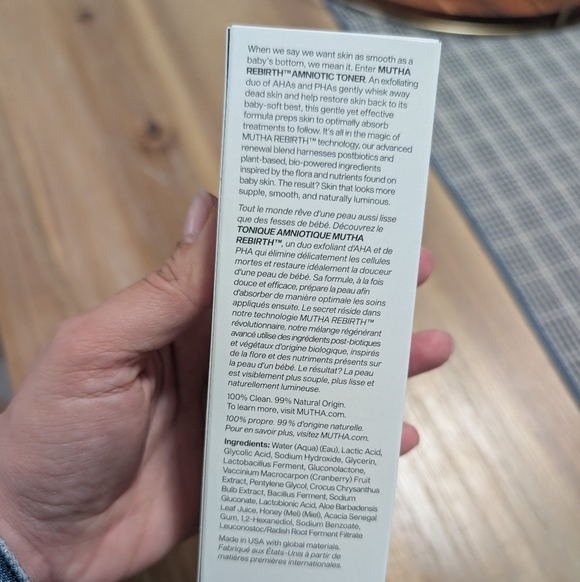 When we say we want skin as smooth as a
baby's bottom, we mean it. Enter MUTHA
REBIRTH™ AMNIOTIC TONER. An exfoliating
duo of AHAs and PHAs gently whisk away
dead skin and help restore skin back to its
baby-soft best, this gentle yet effective
formula preps skin to optimally absorb
treatments to follow. It's all in the magic of
MUTHA REBIRTH™ technology, our advanced
renewal blend harnesses postbiotics and
plant-based, bio-powered ingredients
inspired by the flora and nutrients found on
baby skin. The result? Skin that looks more
supple, smooth, and naturally luminous.
Tout le monde rêve d'une peau aussi lisse
que des fesses de bébé. Découvrez le
TONIQUE AMNIOTIQUE MUTHA
REBIRTH™, un duo exfoliant d'AHA et de
PHA qui élimine délicatement les cellules
mortes et restaure idéalement la douceur
d'une peau de bébé. Sa formule, à la fois
douce et efficace, prépare la peau afin
d'absorber de manière optimale les soins
appliqués ensuite. Le secret réside dans
notre technologie MUTHA REBIRTH™
révolutionnaire, notre mélange régénérant
avancé utilise des ingrédients post-biotiques
et végétaux d'origine biologique, inspirés
de la flore et des nutriments présents sur
la peau d'un bébé. Le résultat? La peau
est visiblement plus souple, plus lisse et
naturellement lumineuse.
100% Clean. 99% Natural Origin.
To learn more, visit MUTHA.com.
100% propre. 99% d'origine naturelle.
Pour en savoir plus, visitez MUTHA.com.
Ingredients: Water (Aqua) (Eau), Lactic Acid,
Glycolic Acid, Sodium Hydroxide, Glycerin,
Lactobacillus Ferment, Gluconolactone,
Vaccinium Macrocarpon (Cranberry) Fruit
Extract, Pentylene Glycol, Crocus Chrysanthus
Bulb Extract, Bacillus Ferment, Sodium
Gluconate, Lactobionic Acid, Aloe Barbadensis
Leaf Juice, Honey (Mel) (Miel), Acacia Senegal
Gum, 1,2-Hexanediol, Sodium Benzoate,
Leuconostoc/Radish Root Ferment Filtrate
Made in USA with global materials.
Fabriqué aux États-Unis à partir de
matières premières internationales.